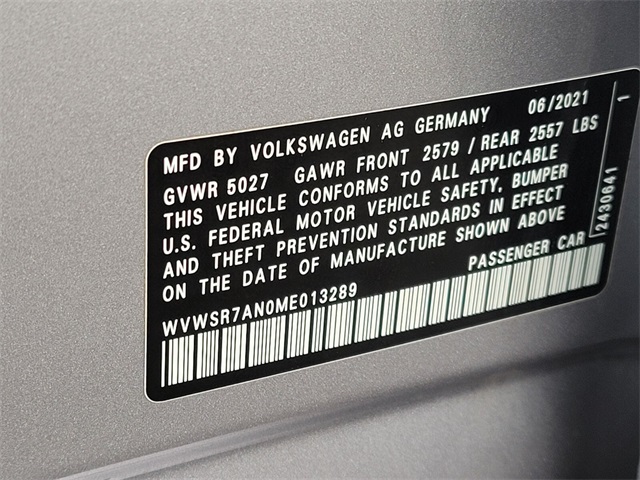 MFD BY VOLKSWAGEN AG GERMANY 06/2021
GVWR 5027 GAWR FRONT 2579 / REAR 2557 LBS
THIS VEHICLE CONFORMS TO ALL APPLICABLE
U.S. FEDERAL MOTOR VEHICLE SAFETY, BUMPER
AND THEFT PREVENTION STANDARDS IN EFFECT
ON THE DATE OF MANUFACTURE SHOWN ABOVE
PASSENGER CAR
WVWSR7AN0ME013289
2430641 1